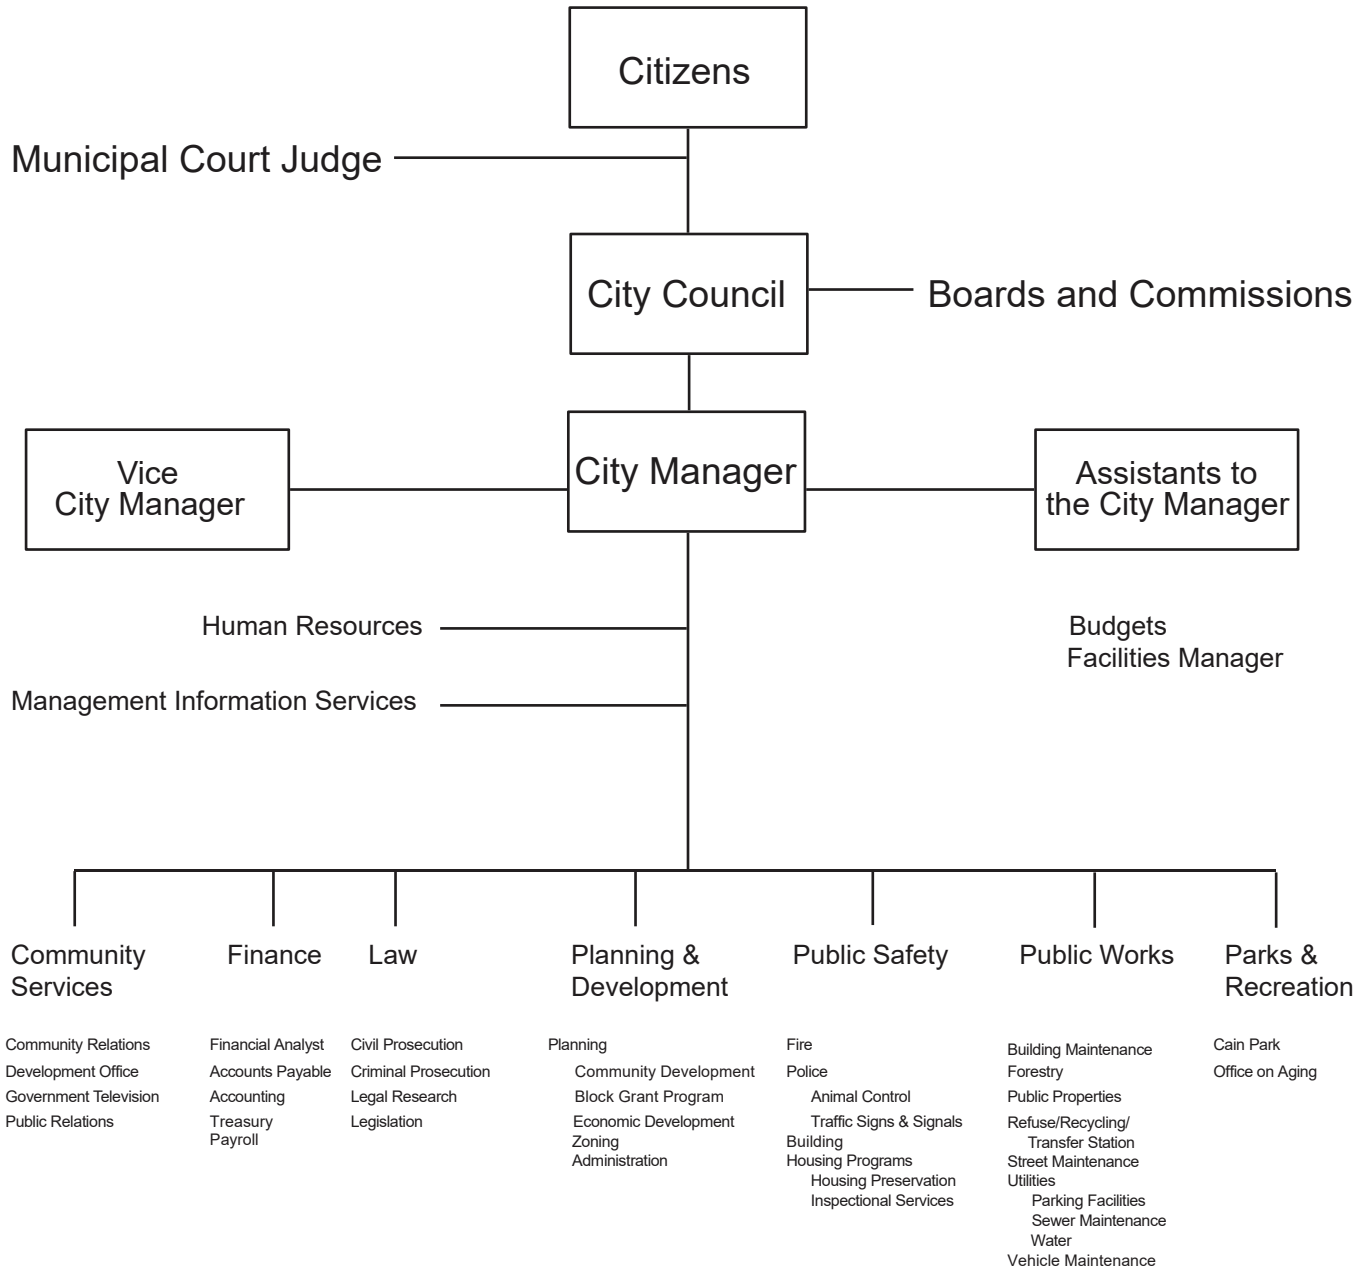 Citizens
Municipal Court Judge
City Council
Boards and Commissions
Vice
City Manager
City Manager
Assistants to
the City Manager
Human Resources
Budgets
Facilities Manager
Management Information Services
Community
Services
Finance
Law
Planning &
Development
Public Safety
Public Works
Parks &
Recreation
Community Relations
Development Office
Government Television
Public Relations
Financial Analyst
Accounts Payable
Accounting
Treasury
Payroll
Civil Prosecution
Criminal Prosecution
Legal Research
Legislation
Planning
Community Development
Block Grant Program
Economic Development
Zoning
Administration
Fire
Police
Animal Control
Traffic Signs & Signals
Building
Housing Programs
Housing Preservation
Inspectional Services
Building Maintenance
Forestry
Public Properties
Refuse/Recycling/
Transfer Station
Street Maintenance
Utilities
Parking Facilities
Sewer Maintenance
Water
Vehicle Maintenance
Cain Park
Office on Aging